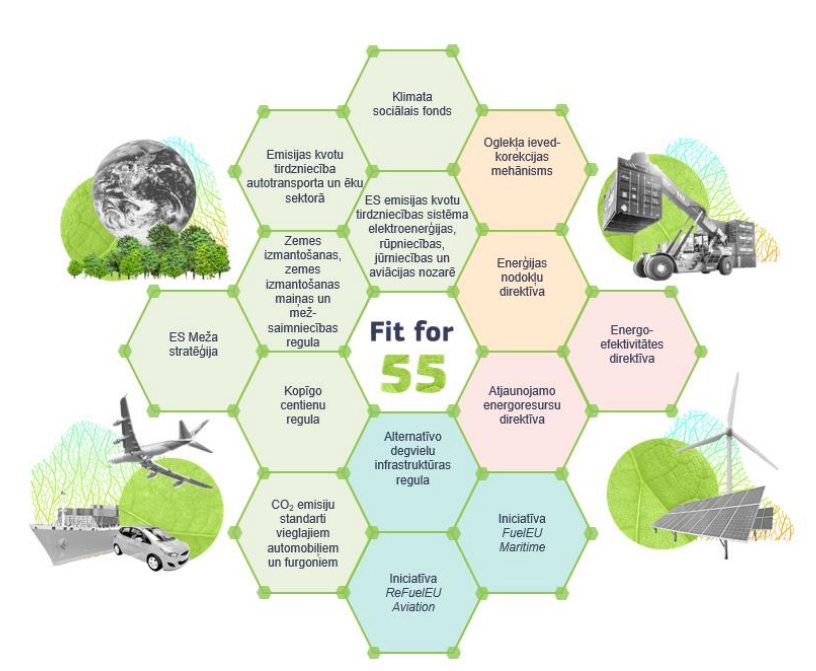 Klimata
sociālais fonds
Emisijas kvotu
tirdzniecība
autotransporta un ēku
sektorā
Oglekļa ieved-
korekcijas
mehānisms
ES emisijas kvotu
tirdzniecības sistēma
elektroenerģijas,
rūpniecības,
jūrniecības un
aviācijas nozarē
Zemes
izmantošanas,
zemes
izmantošanas
maiņas un
mež-
saimniecības
regula
Enerģijas
nodokļu
direktīva
ES Meža
stratēģija
Fit for
55
Energo-
efektivitātes
direktīva
Kopīgo
centienu
regula
Atjaunojamo
energoresursu
direktīva
Alternatīvo
degvielu
infrastruktūras
regula
CO₂ emisiju
standarti
vieglajiem
automobiļiem
un furgoniem
Iniciatīva
FuelEU
Maritime
Iniciatīva
ReFuelEU
Aviation